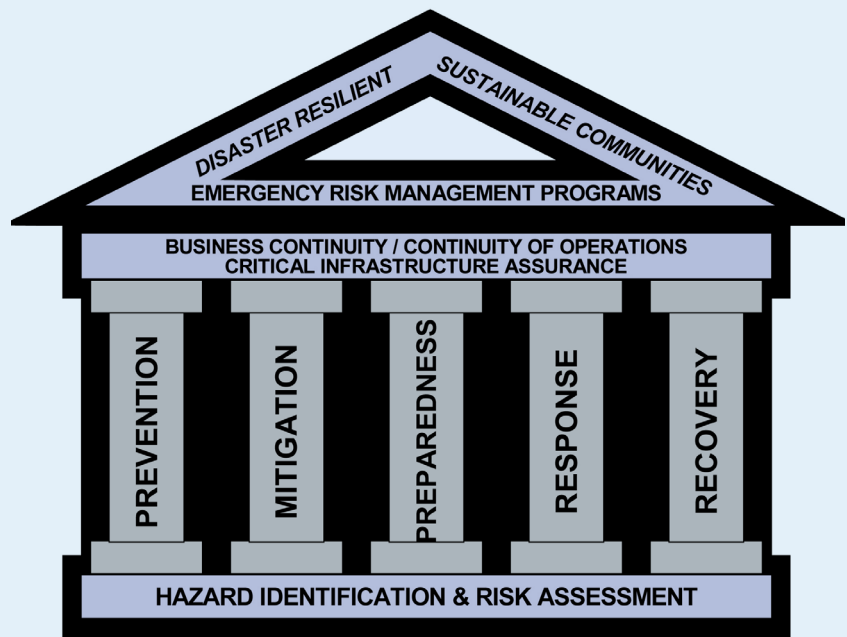 DISASTER RESILIENT
SUSTAINABLE COMMUNITIES
EMERGENCY RISK MANAGEMENT PROGRAMS
BUSINESS CONTINUITY / CONTINUITY OF OPERATIONS
CRITICAL INFRASTRUCTURE ASSURANCE
PREVENTION
MITIGATION
PREPAREDNESS
RESPONSE
RECOVERY
HAZARD IDENTIFICATION & RISK ASSESSMENT